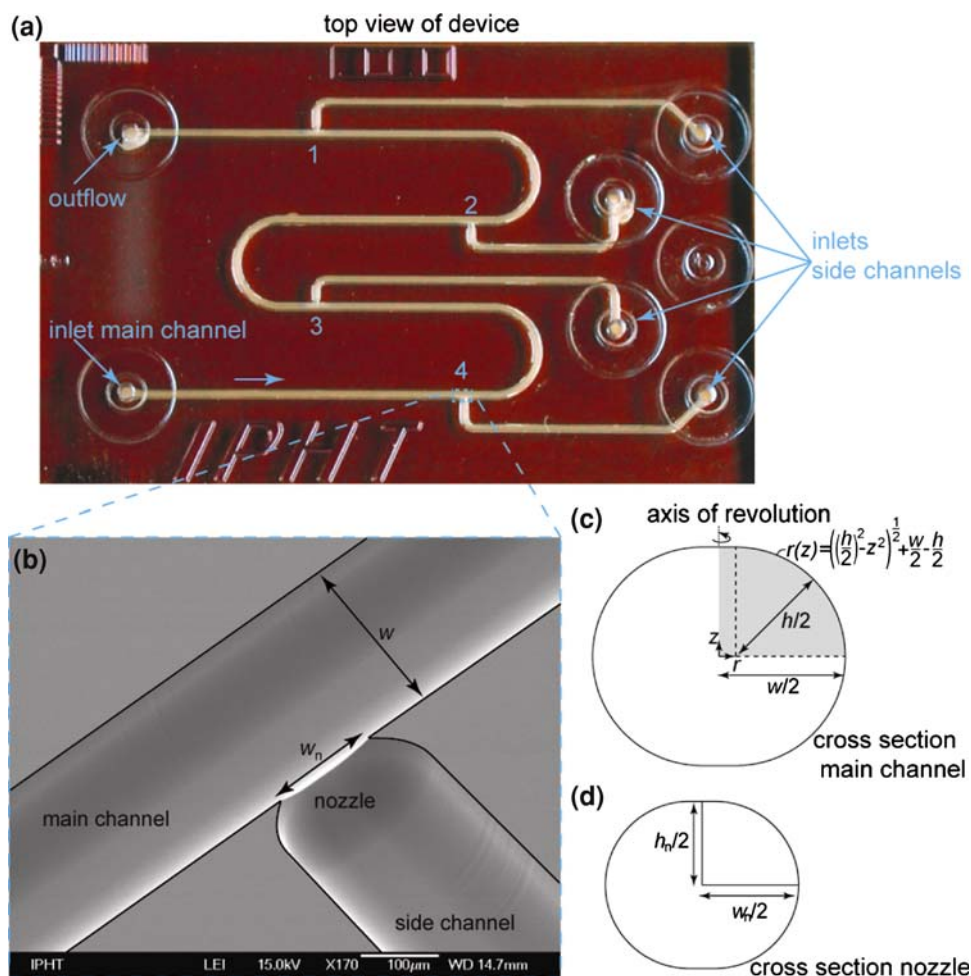 top view of device
(a)
1
outflow
2
inlets
side channels
inlet main channel
3
4
IPHT
(b)
w
wn
nozzle
main channel
side channel
IPHT LEI 15.0kV X170 100µm WD 14.7mm
(c)
axis of revolution
r(z)=((h/2)²-z²)^½+w/2-h/2
h/2
z
r
w/2
cross section
main channel
(d)
hn/2
wn/2
cross section nozzle